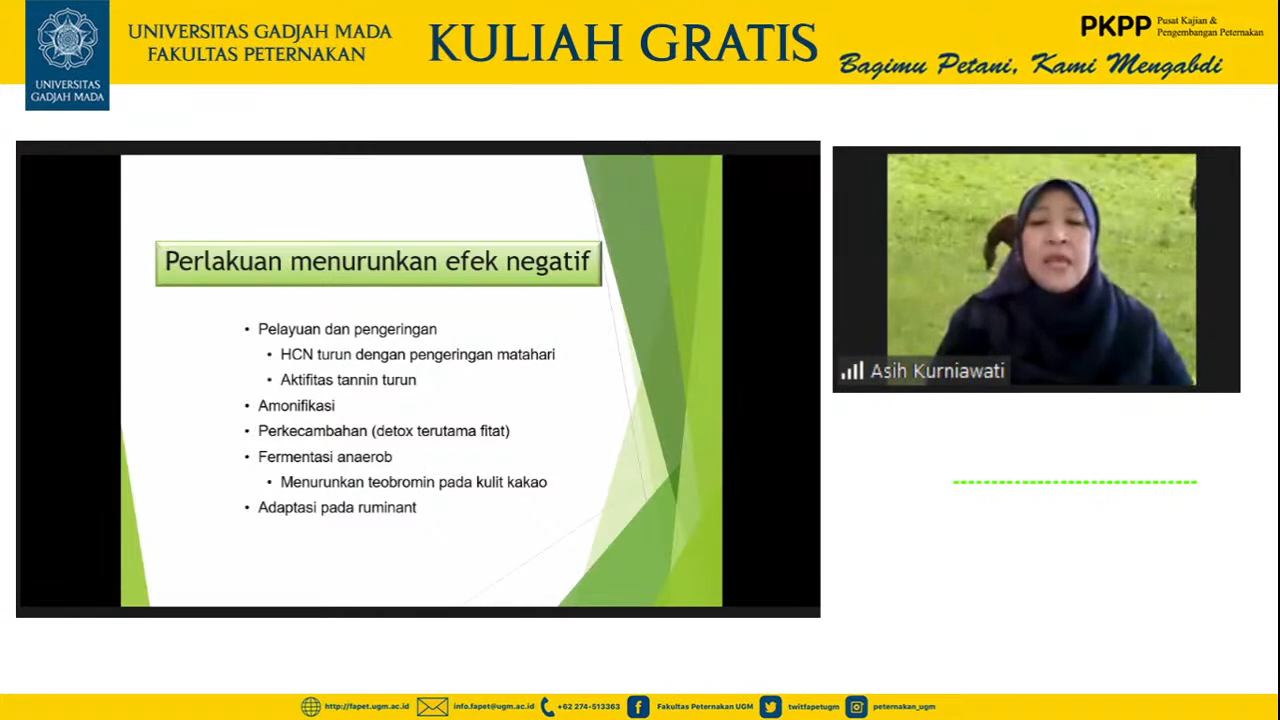 UNIVERSITAS GADJAH MADA
FAKULTAS PETERNAKAN
UNIVERSITAS
GADJAH MADA
KULIAH GRATIS
PKPP Pusat Kajian &
Pengembangan Peternakan
Bagimu Petani, Kami Mengabdi
Perlakuan menurunkan efek negatif
• Pelayuan dan pengeringan
• HCN turun dengan pengeringan matahari
• Aktifitas tannin turun
• Amonifikasi
• Perkecambahan (detox terutama fitat)
• Fermentasi anaerob
• Menurunkan teobromin pada kulit kakao
• Adaptasi pada ruminant
Asih Kurniawati
http://fapet.ugm.ac.id info.fapet@ugm.ac.id +62 274-513363 Fakultas Peternakan UGM twitfapetugm peternakan_ugm